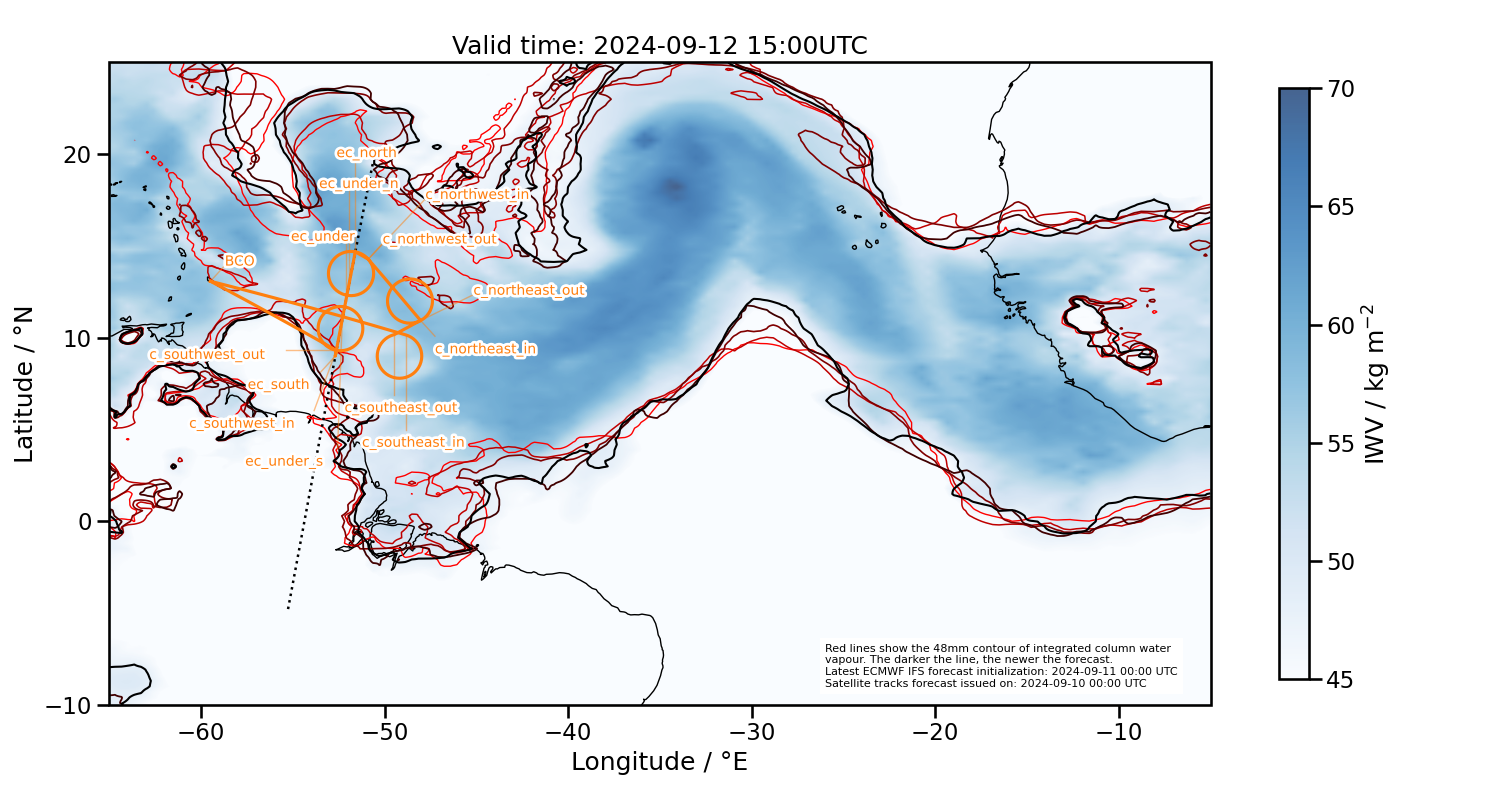 Valid time: 2024-09-12 15:00UTC
Latitude / °N
20
10
0
−10
ec_north
ec_under_n
c_northwest_in
ec_under
c_northwest_out
BCO
c_northeast_out
c_southwest_out
c_northeast_in
ec_south
c_southeast_out
c_southwest_in
c_southeast_in
ec_under_s
Red lines show the 48mm contour of integrated column water
vapour. The darker the line, the newer the forecast.
Latest ECMWF IFS forecast initialization: 2024-09-11 00:00 UTC
Satellite tracks forecast issued on: 2024-09-10 00:00 UTC
−60 −50 −40 −30 −20 −10
Longitude / °E
70
65
60
55
50
45
IWV / kg m⁻²